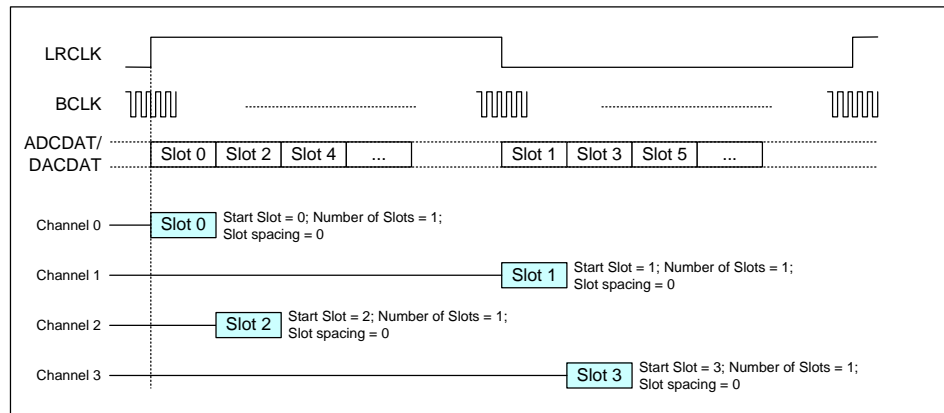 LRCLK
BCLK
ADCDAT/
DACDAT
Slot 0 Slot 2 Slot 4 ... Slot 1 Slot 3 Slot 5 ...
Channel 0
Slot 0
Start Slot = 0; Number of Slots = 1;
Slot spacing = 0
Channel 1
Slot 1
Start Slot = 1; Number of Slots = 1;
Slot spacing = 0
Channel 2
Slot 2
Start Slot = 2; Number of Slots = 1;
Slot spacing = 0
Channel 3
Slot 3
Start Slot = 3; Number of Slots = 1;
Slot spacing = 0